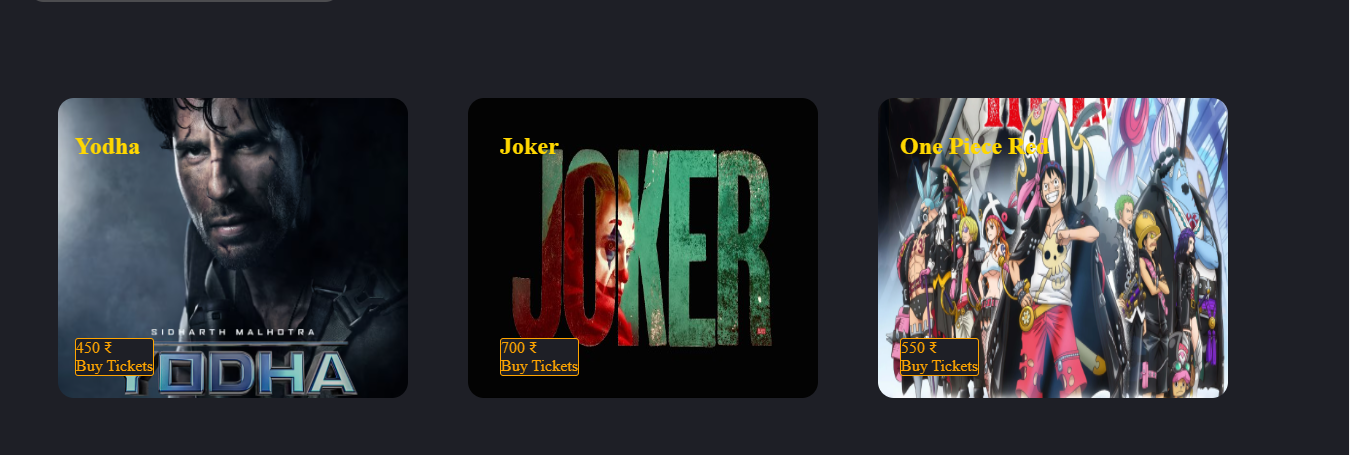 Yodha
SIDHARTH MALHOTRA
450 ₹
Buy Tickets
YODHA
Joker
JOKER
700 ₹
Buy Tickets
One Piece Red
550 ₹
Buy Tickets